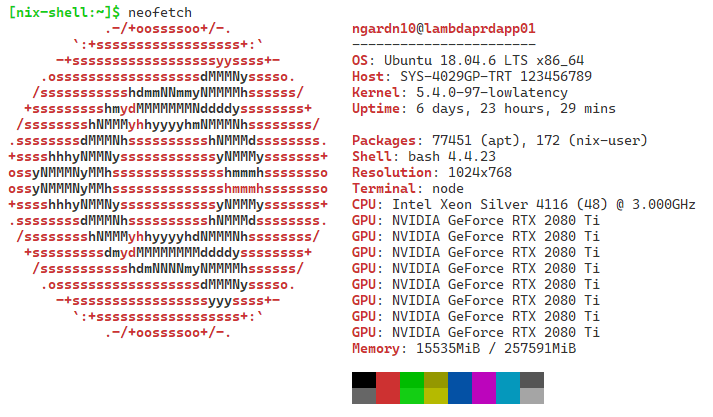 [nix-shell:~]$ neofetch
.-/+oossssoo+/-.
`:+ssssssssssssssssss+:`
-+ssssssssssssssssssyyssss+-
.ossssssssssssssssssdMMMNysssso.
/ssssssssssshdmmNNmmyNMMMMhssssss/
+ssssssssshmydMMMMMMMNddddyssssssss+
/sssssssshNMMMyhhyyyyhmNMMMNhssssssss/
.ssssssssdMMMNhsssssssssshNMMMdssssssss.
+sssshhhyNMMNyssssssssssssyNMMMysssssss+
ossyNMMMNyMMhsssssssssssssshmmmhssssssso
ossyNMMMNyMMhsssssssssssssshmmmhssssssso
+sssshhhyNMMNyssssssssssssyNMMMysssssss+
.ssssssssdMMMNhsssssssssshNMMMdssssssss.
/sssssssshNMMMyhhyyyyhdNMMMNhssssssss/
+sssssssssdmydMMMMMMMMddddyssssssss+
/ssssssssssshdmNNNNmyNMMMMhssssss/
.ossssssssssssssssssdMMMNysssso.
-+sssssssssssssssssyyyssss+-
`:+ssssssssssssssssss+:`
.-/+oossssoo+/-.
ngardn10@lambdaprdapp01
-----------------------
OS: Ubuntu 18.04.6 LTS x86_64
Host: SYS-4029GP-TRT 123456789
Kernel: 5.4.0-97-lowlatency
Uptime: 6 days, 23 hours, 29 mins
Packages: 77451 (apt), 172 (nix-user)
Shell: bash 4.4.23
Resolution: 1024x768
Terminal: node
CPU: Intel Xeon Silver 4116 (48) @ 3.000GHz
GPU: NVIDIA GeForce RTX 2080 Ti
GPU: NVIDIA GeForce RTX 2080 Ti
GPU: NVIDIA GeForce RTX 2080 Ti
GPU: NVIDIA GeForce RTX 2080 Ti
GPU: NVIDIA GeForce RTX 2080 Ti
GPU: NVIDIA GeForce RTX 2080 Ti
GPU: NVIDIA GeForce RTX 2080 Ti
GPU: NVIDIA GeForce RTX 2080 Ti
Memory: 15535MiB / 257591MiB